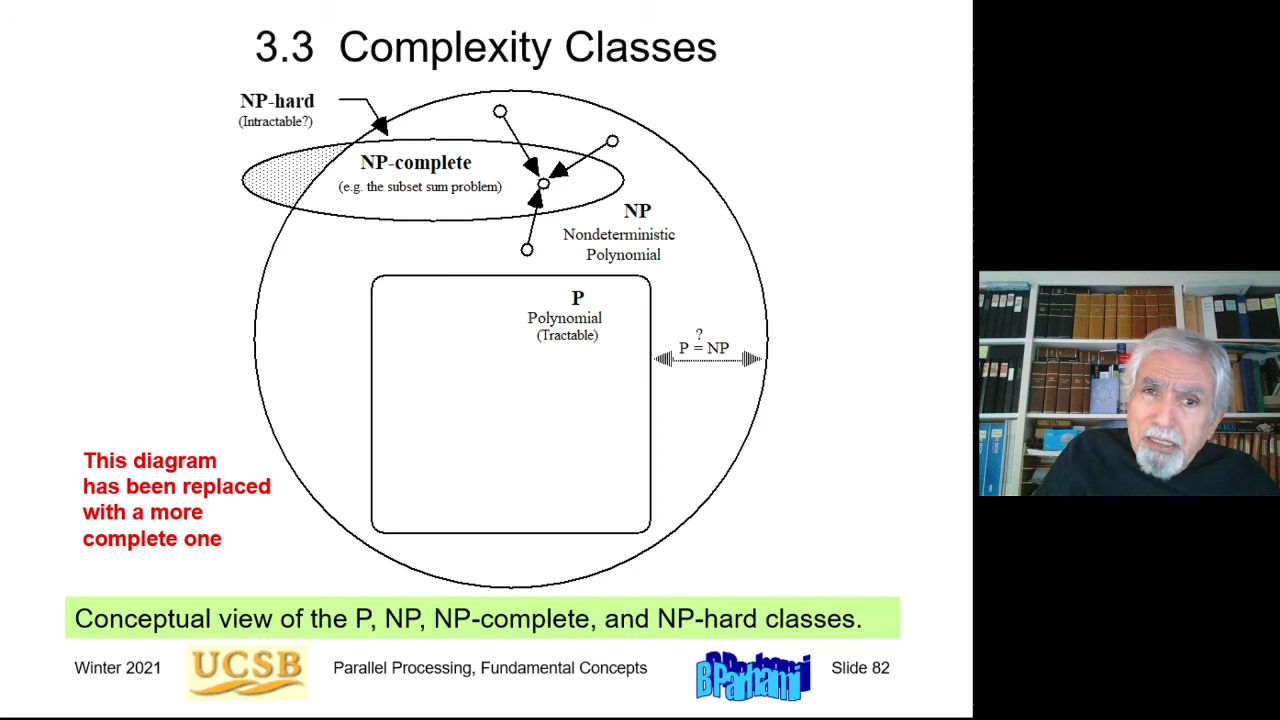 3.3 Complexity Classes
NP-hard
(Intractable?)
NP-complete
(e.g. the subset sum problem)
NP
Nondeterministic
Polynomial
P
Polynomial
(Tractable)
?
P = NP
This diagram
has been replaced
with a more
complete one
Conceptual view of the P, NP, NP-complete, and NP-hard classes.
Winter 2021
UCSB
Parallel Processing, Fundamental Concepts
BParhami
Slide 82